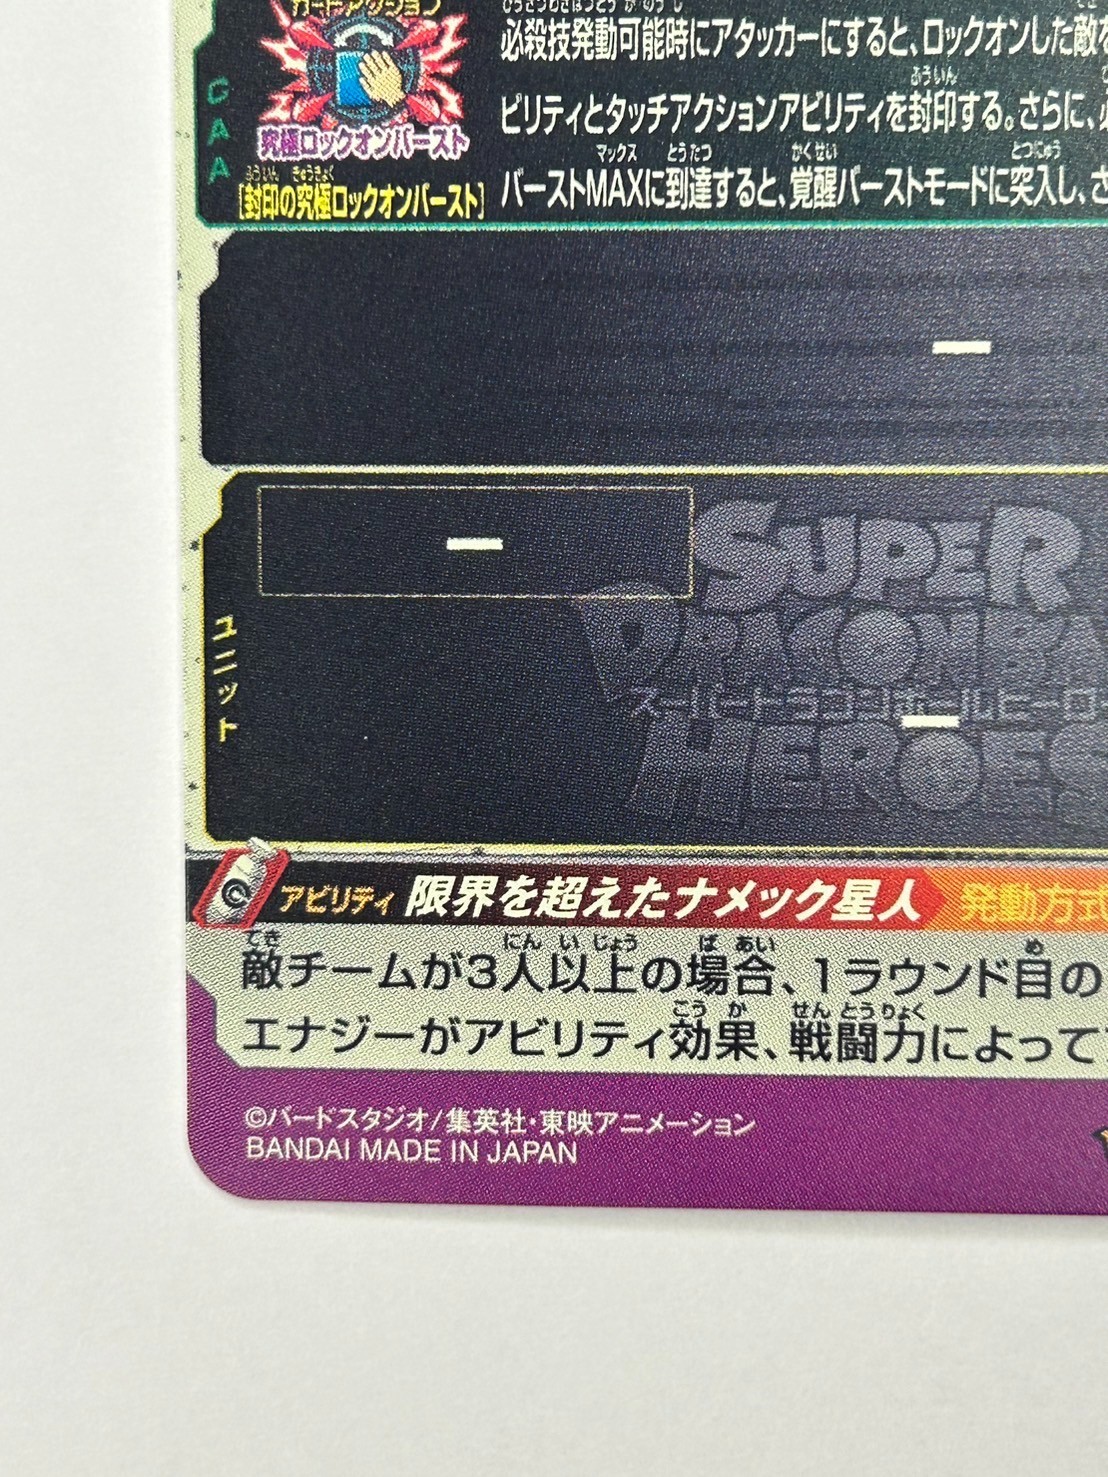 カードアクション
究極ロックオンバースト
[封印の究極ロックオンバースト]
GAA
必殺技発動可能時にアタッカーにすると、ロックオンした敵を
ピリティとタッチアクションアビリティを封印する。さらに、
バーストMAXに到達すると、覚醒バーストモードに突入し、さ
ー
ー
SUPER
DRAGON BA
スーパードラゴンボールヒーロー
HEROES
ー
ユニット
アビリティ 限界を超えたナメック星人 発動方式
敵チームが3人以上の場合、1ラウンド目の
エナジーがアビリティ効果、戦闘力によって
©バードスタジオ/集英社・東映アニメーション
BANDAI MADE IN JAPAN